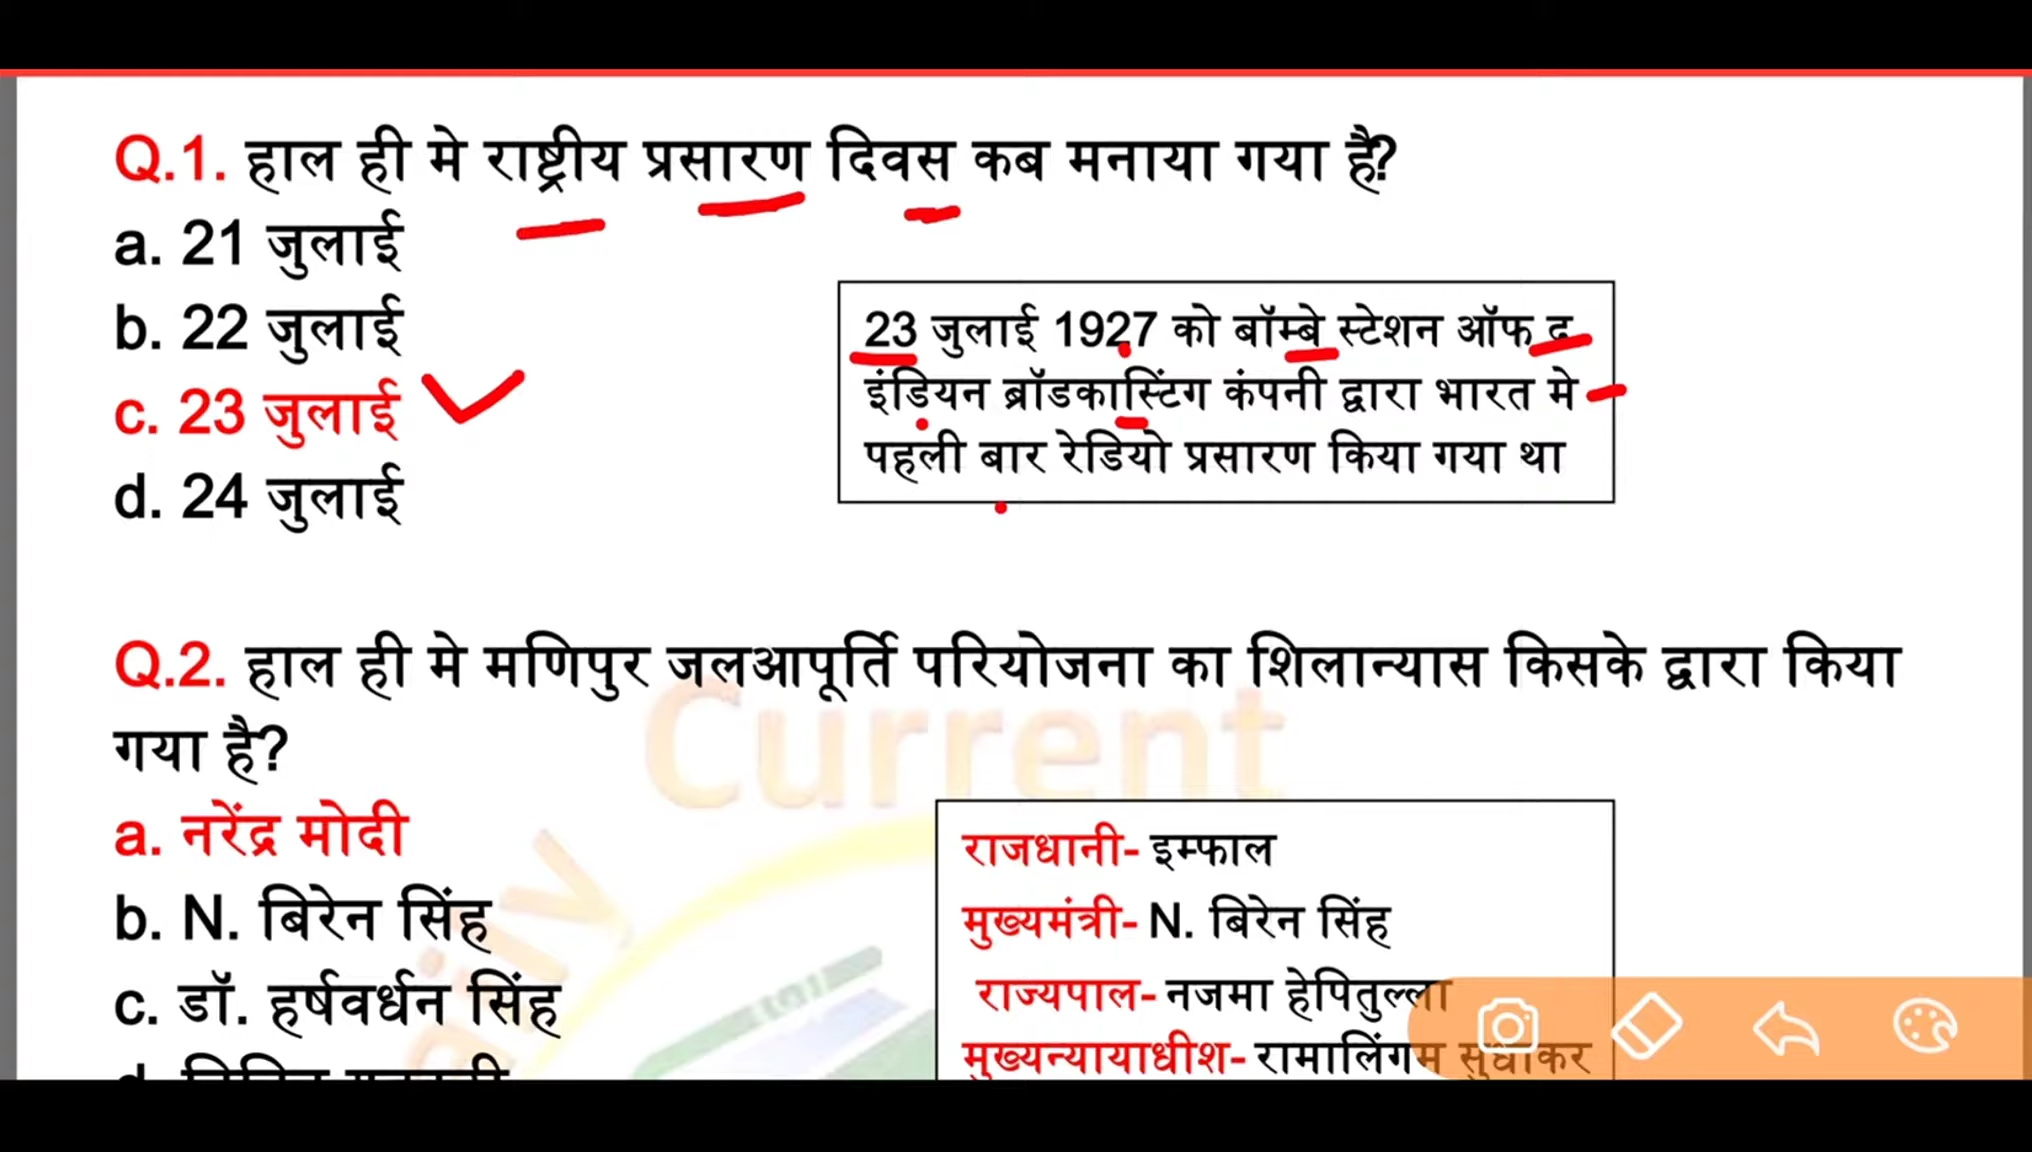 Q.1. हाल ही मे राष्ट्रीय प्रसारण दिवस कब मनाया गया है?
a. 21 जुलाई
b. 22 जुलाई
c. 23 जुलाई
d. 24 जुलाई
23 जुलाई 1927 को बॉम्बे स्टेशन ऑफ द
इंडियन ब्रॉडकास्टिंग कंपनी द्वारा भारत मे
पहली बार रेडियो प्रसारण किया गया था
Q.2. हाल ही मे मणिपुर जलआपूर्ति परियोजना का शिलान्यास किसके द्वारा किया
गया है?
a. नरेंद्र मोदी
b. N. बिरेन सिंह
c. डॉ. हर्षवर्धन सिंह
d.
राजधानी- इम्फाल
मुख्यमंत्री- N. बिरेन सिंह
राज्यपाल- नजमा हेपितुल्ला
मुख्यन्यायाधीश- रामालिंगम सुधाकर
Current